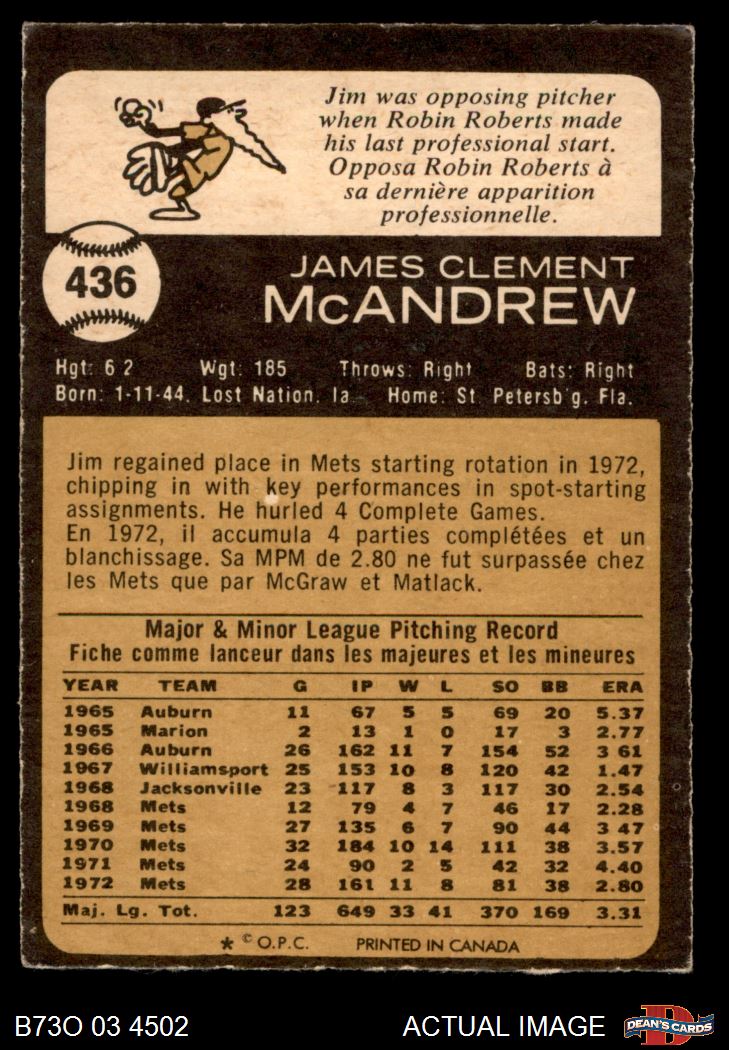 Jim was opposing pitcher
when Robin Roberts made
his last professional start.
Opposa Robin Roberts à
sa dernière apparition
professionnelle.
436
JAMES CLEMENT
McANDREW
Hgt: 6 2 Wgt: 185 Throws: Right Bats: Right
Born: 1-11-44. Lost Nation. Ia Home: St. Petersb'g, Fla.
Jim regained place in Mets starting rotation in 1972,
chipping in with key performances in spot-starting
assignments. He hurled 4 Complete Games.
En 1972, il accumula 4 parties complétées et un
blanchissage. Sa MPM de 2.80 ne fut surpassée chez
les Mets que par McGraw et Matlack.
Major & Minor League Pitching Record
Fiche comme lanceur dans les majeures et les mineures
YEAR TEAM G IP W L SO BB ERA
1965 Auburn 11 67 5 5 69 20 5.37
1965 Marion 2 13 1 0 17 3 2.77
1966 Auburn 26 162 11 7 154 52 3 61
1967 Williamsport 25 153 10 8 120 42 1.47
1968 Jacksonville 23 117 8 3 117 30 2.54
1968 Mets 12 79 4 7 46 17 2.28
1969 Mets 27 135 6 7 90 44 3 47
1970 Mets 32 184 10 14 111 38 3.57
1971 Mets 24 90 2 5 42 32 4.40
1972 Mets 28 161 11 8 81 38 2.80
Maj. Lg. Tot. 123 649 33 41 370 169 3.31
* © O.P.C. PRINTED IN CANADA
B73O 03 4502 ACTUAL IMAGE DEAN'S CARDS